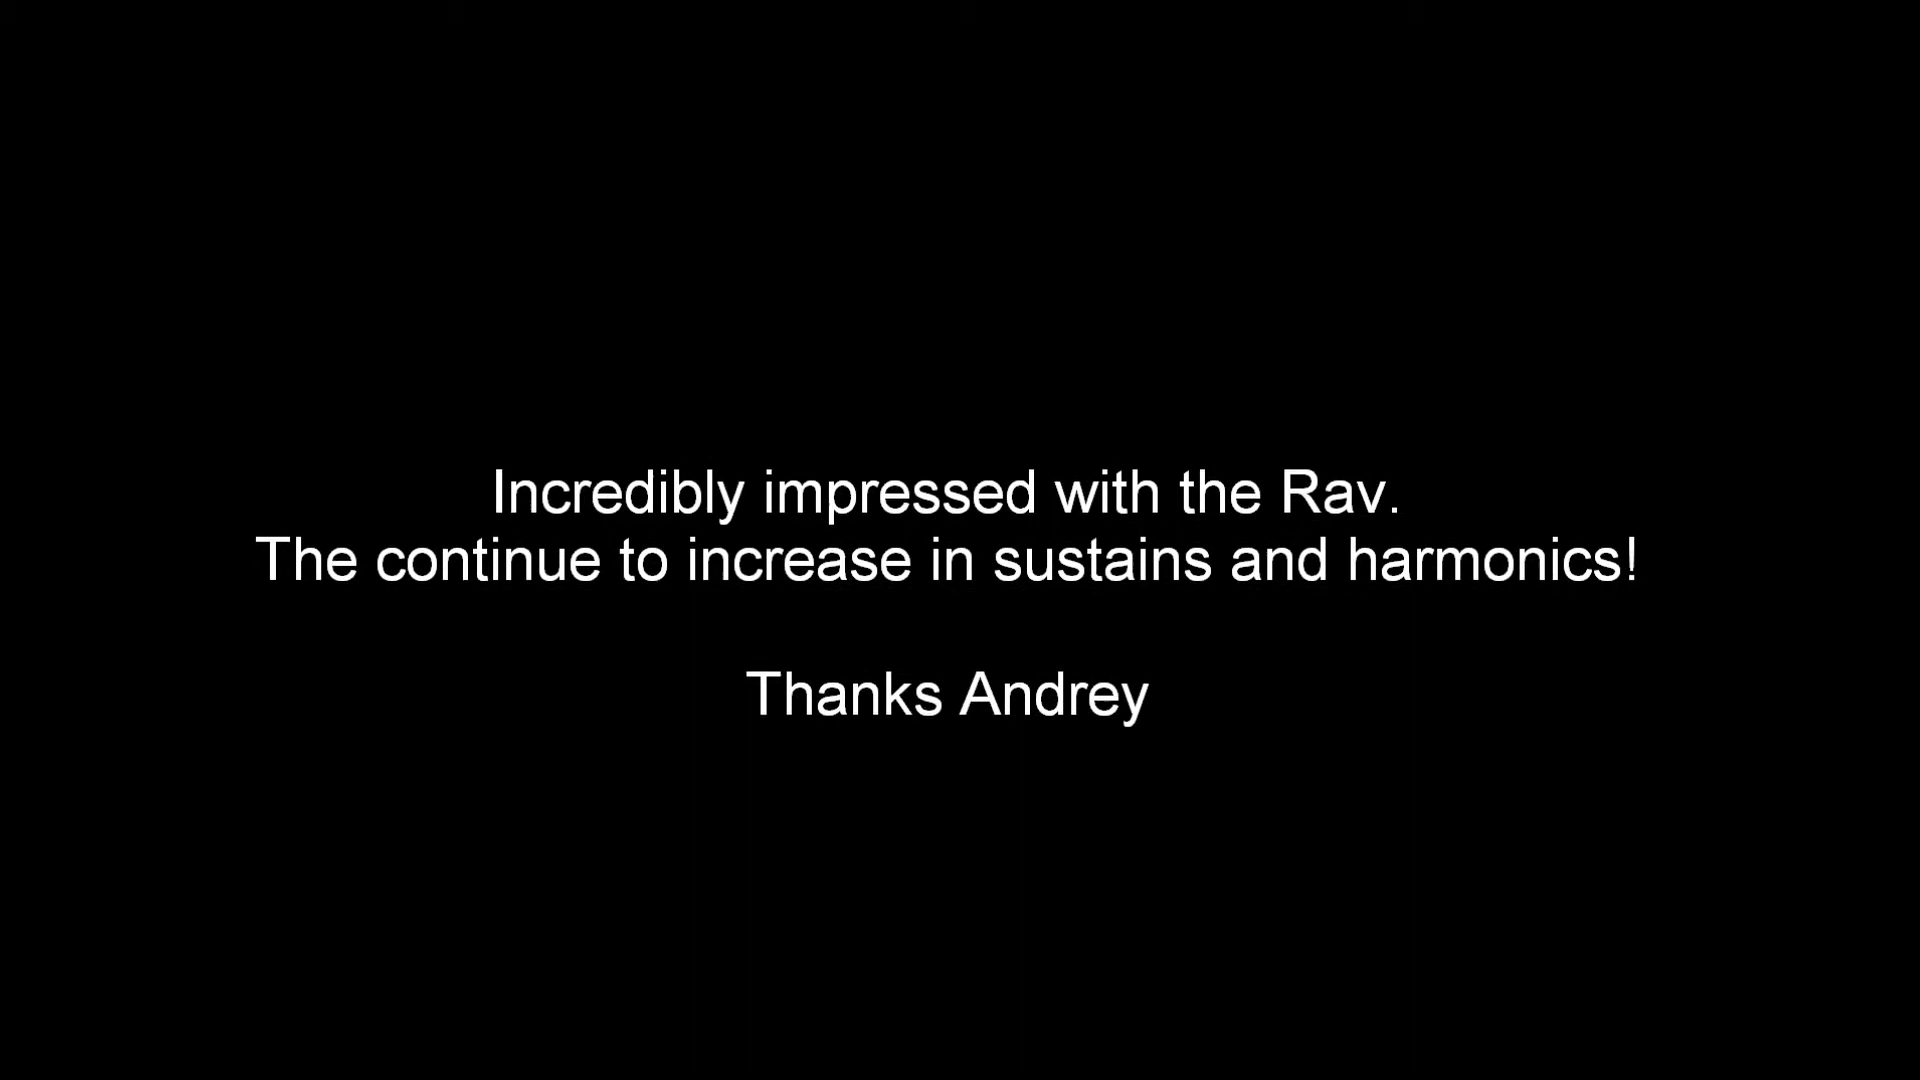 Incredibly impressed with the Rav.
The continue to increase in sustains and harmonics!
Thanks Andrey